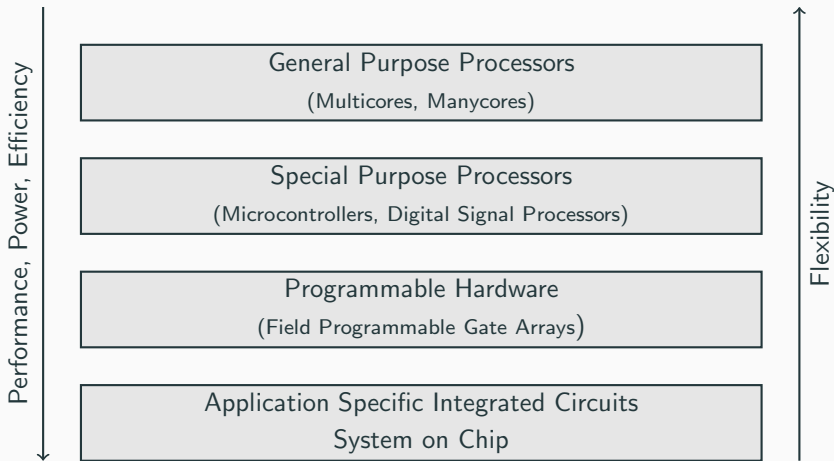 Performance, Power, Efficiency
General Purpose Processors
(Multicores, Manycores)
Special Purpose Processors
(Microcontrollers, Digital Signal Processors)
Programmable Hardware
(Field Programmable Gate Arrays)
Application Specific Integrated Circuits
System on Chip
Flexibility